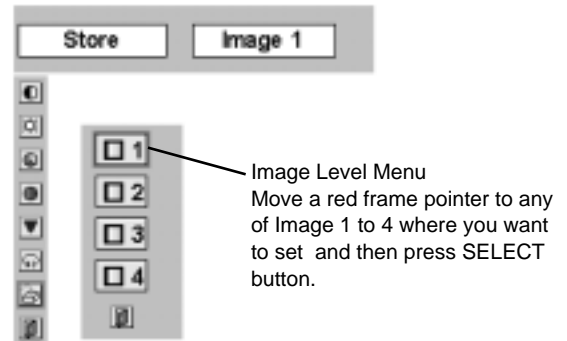 Store Image 1
1
2
3
4
Image Level Menu
Move a red frame pointer to any
of Image 1 to 4 where you want
to set and then press SELECT
button.